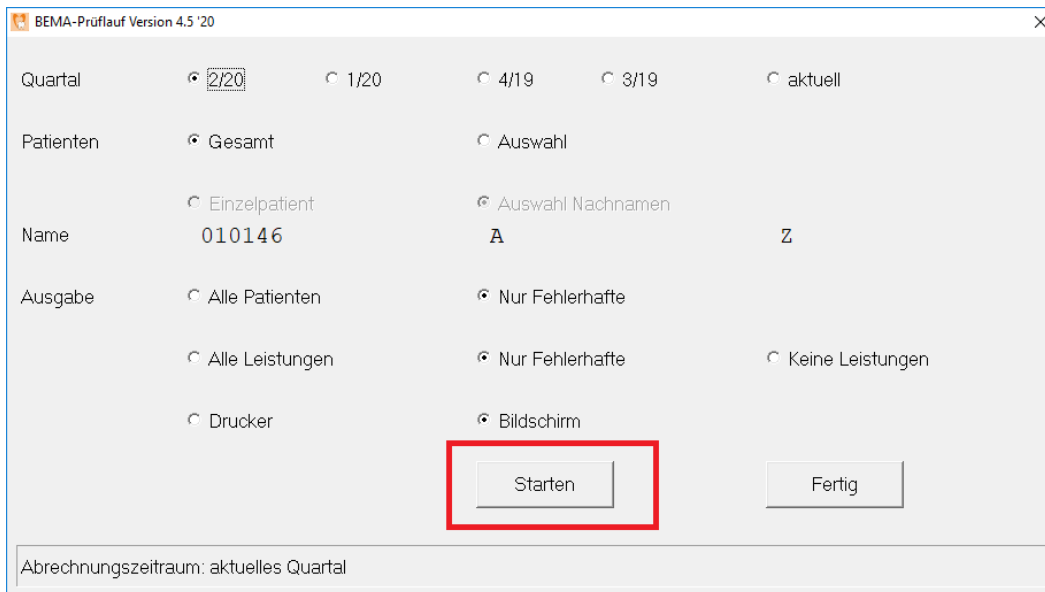 BEMA-Prüflauf Version 4.5 '20
Quartal 2/20 1/20 4/19 3/19 aktuell
Patienten Gesamt Auswahl
Einzelpatient Auswahl Nachnamen
Name 010146 A Z
Ausgabe Alle Patienten Nur Fehlerhafte
Alle Leistungen Nur Fehlerhafte Keine Leistungen
Drucker Bildschirm
Starten Fertig
Abrechnungszeitraum: aktuelles Quartal